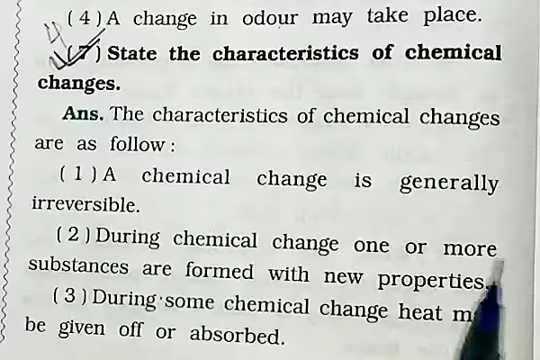 (4) A change in odour may take place.
(7) State the characteristics of chemical
changes.
Ans. The characteristics of chemical changes
are as follow :
(1) A chemical change is generally
irreversible.
(2) During chemical change one or more
substances are formed with new properties.
(3) During some chemical change heat
be given off or absorbed.